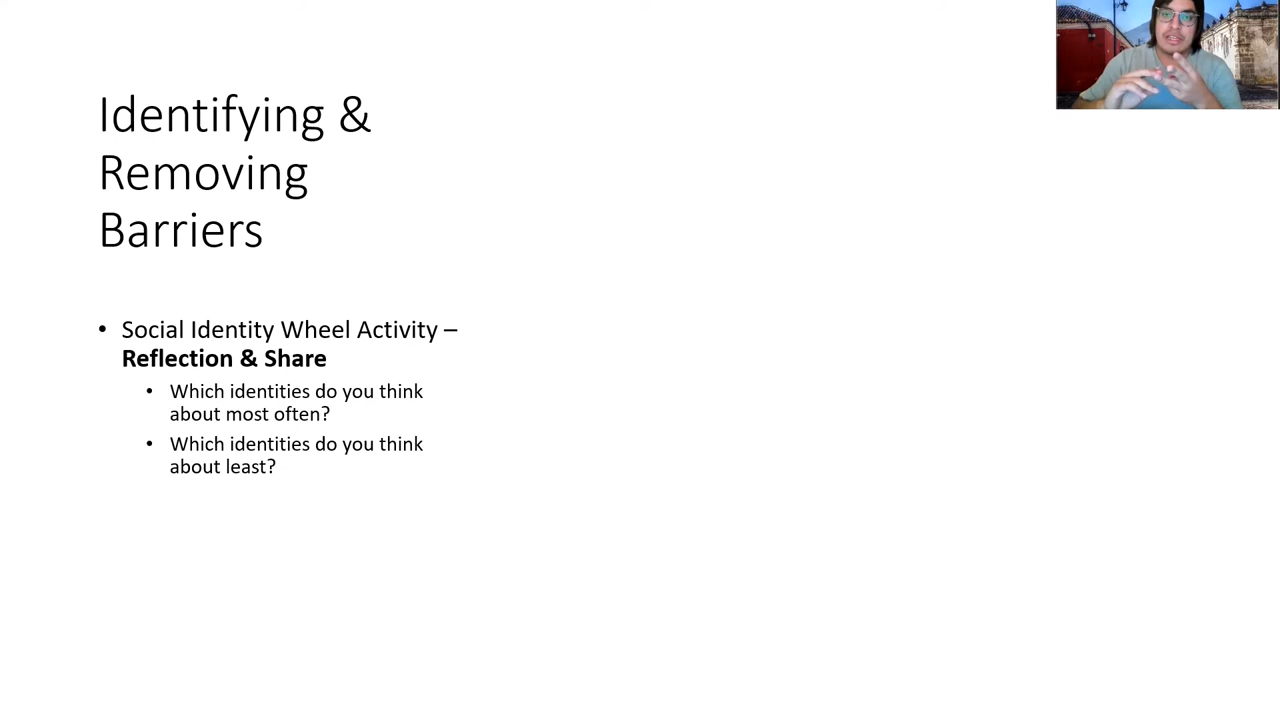 Identifying &
Removing
Barriers
• Social Identity Wheel Activity –
Reflection & Share
• Which identities do you think
about most often?
• Which identities do you think
about least?